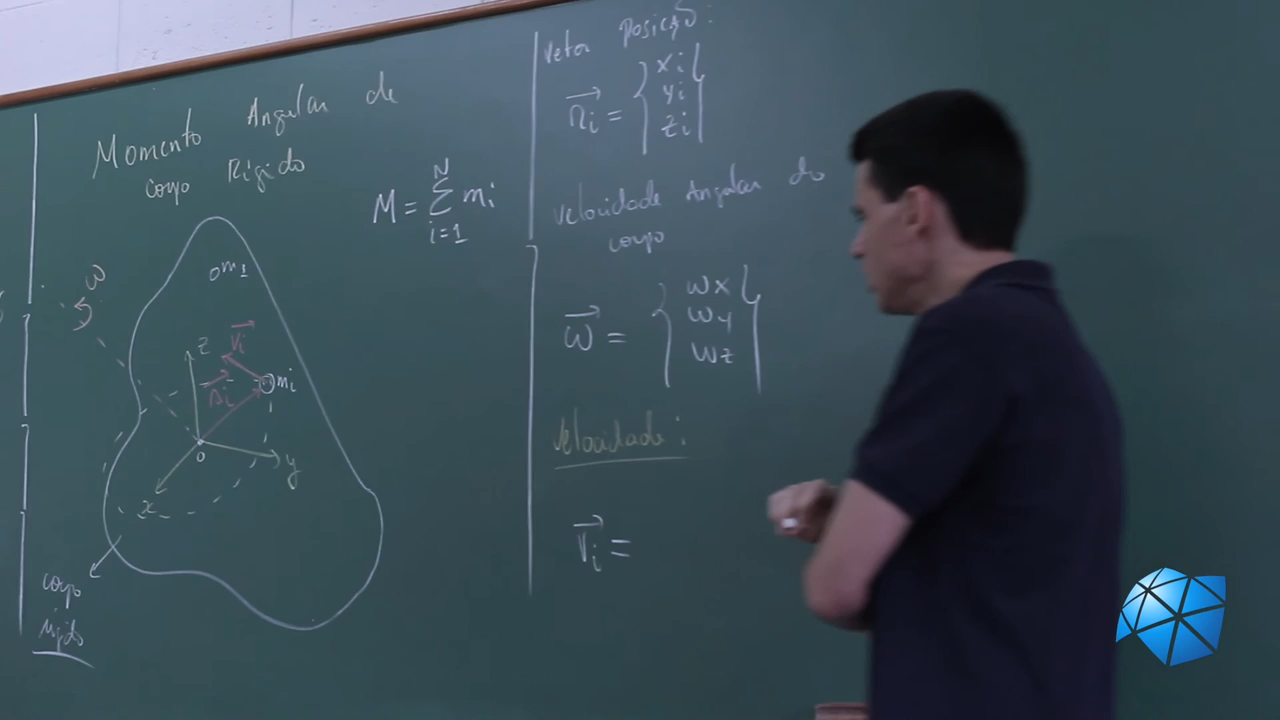 Momento Angular de
corpo Rígido
M = Σ mi
N
i=1
m1
ω
z
vi
ri
mi
o
y
x
corpo
rígido
Vetor posição:
ri = { xi
yi
zi }
Velocidade Angular do
corpo
ω = { ωx
ωy
ωz }
Velocidade:
vi =